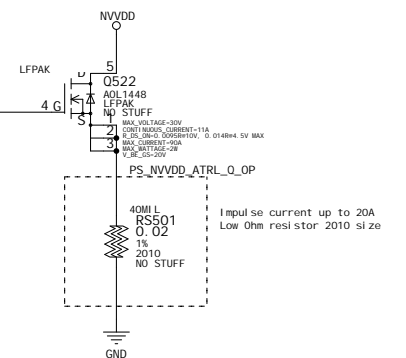 NVVDD
LFPAK
D
5
Q522
AOL1448
LFPAK
NO STUFF
4 G
S
1
2
3
MAX_VOLTAGE=30V
CONTINUOUS_CURRENT=11A
R_DS_ON=0.0095R@10V, 0.014R@4.5V MAX
MAX_CURRENT=90A
MAX_WATTAGE=2W
V_BE_GS=20V
PS_NVVDD_ATRL_Q_OP
40MIL
RS501
0.02
1%
2010
NO STUFF
Impulse current up to 20A
Low Ohm resistor 2010 size
GND